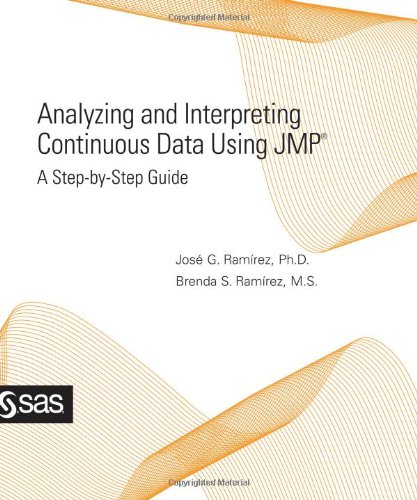 Copyrighted Material
Analyzing and Interpreting
Continuous Data Using JMP®
A Step-by-Step Guide
José G. Ramírez, Ph.D.
Brenda S. Ramírez, M.S.
sas.
Copyrighted Material